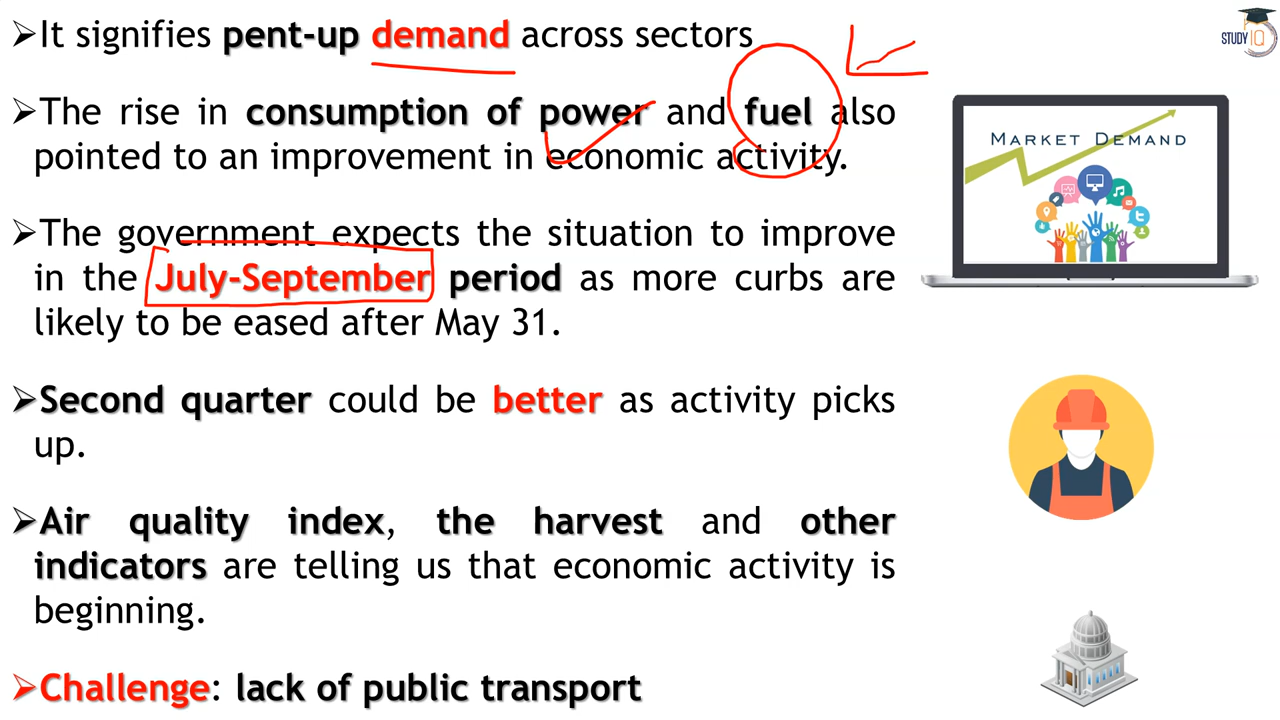 ➢It signifies pent-up demand across sectors
STUDY IQ
➢The rise in consumption of power and fuel also
pointed to an improvement in economic activity.
MARKET DEMAND
➢The government expects the situation to improve
in the July-September period as more curbs are
likely to be eased after May 31.
➢Second quarter could be better as activity picks
up.
➢Air quality index, the harvest and other
indicators are telling us that economic activity is
beginning.
➢Challenge: lack of public transport